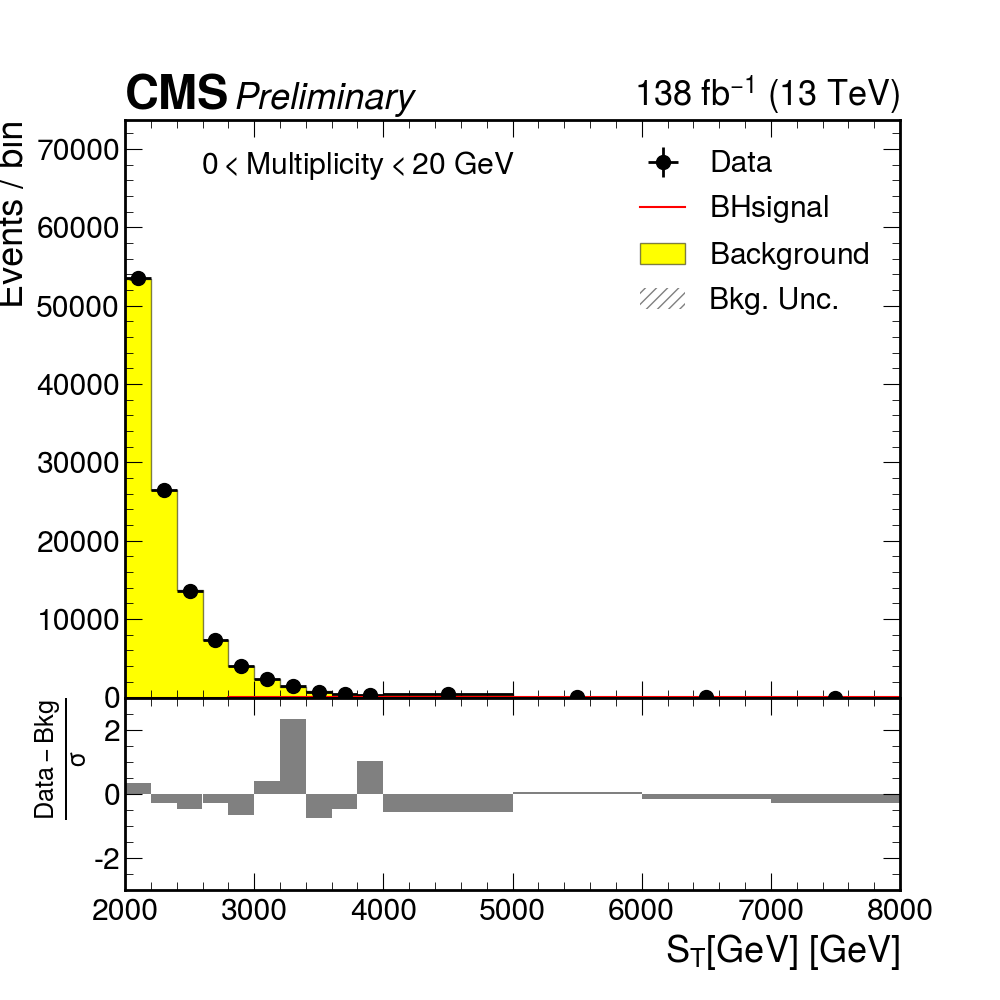 CMS Preliminary 138 fb⁻¹ (13 TeV)
Events / bin
0 < Multiplicity < 20 GeV
Data
BHsignal
Background
Bkg. Unc.
70000
60000
50000
40000
30000
20000
10000
0
Data – Bkg
σ
2
0
-2
2000 3000 4000 5000 6000 7000 8000
S_T[GeV] [GeV]